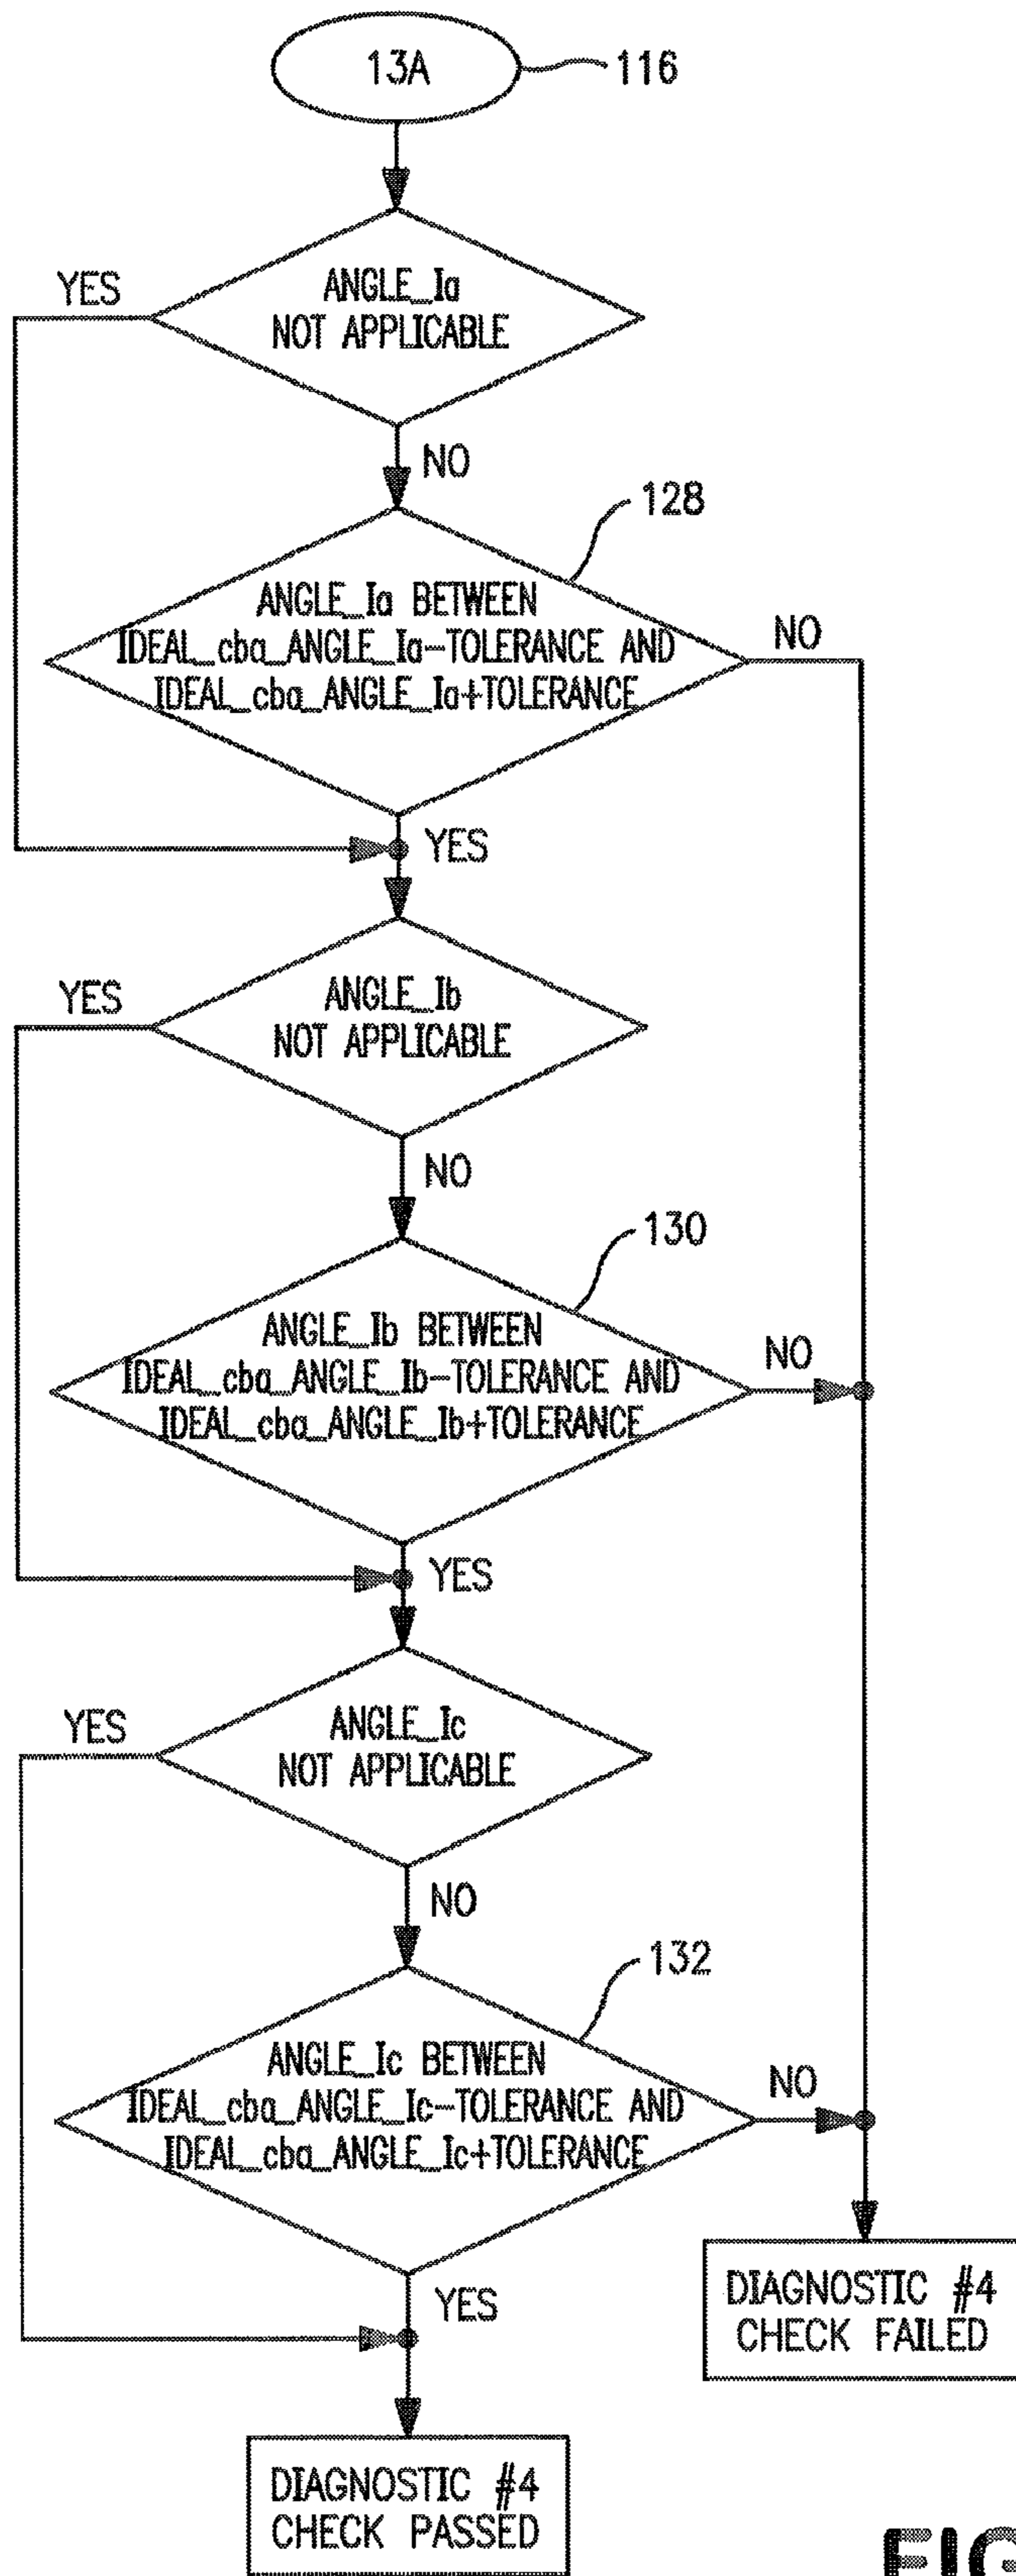 13A
116
ANGLE_Ia
NOT APPLICABLE
YES
NO
128
ANGLE_Ia BETWEEN
IDEAL_cba_ANGLE_Ia-TOLERANCE AND
IDEAL_cba_ANGLE_Ia+TOLERANCE
NO
YES
ANGLE_Ib
NOT APPLICABLE
YES
NO
130
ANGLE_Ib BETWEEN
IDEAL_cba_ANGLE_Ib-TOLERANCE AND
IDEAL_cba_ANGLE_Ib+TOLERANCE
NO
YES
ANGLE_Ic
NOT APPLICABLE
YES
NO
132
ANGLE_Ic BETWEEN
IDEAL_cba_ANGLE_Ic-TOLERANCE AND
IDEAL_cba_ANGLE_Ic+TOLERANCE
NO
YES
DIAGNOSTIC #4
CHECK FAILED
DIAGNOSTIC #4
CHECK PASSED